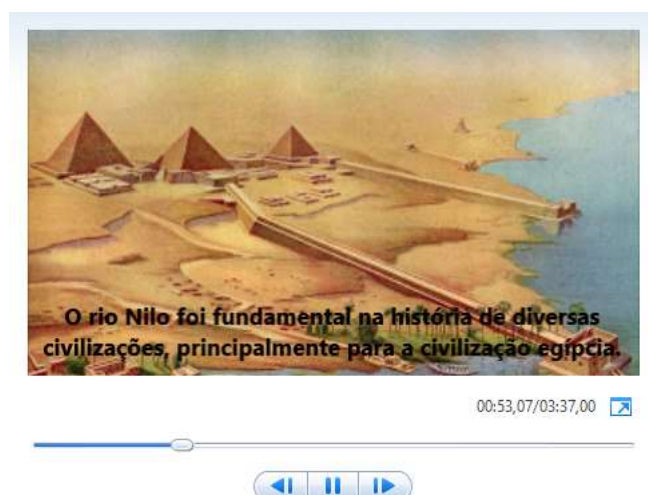 O rio Nilo foi fundamental na história de diversas
civilizações, principalmente para a civilização egípcia.
00:53,07/03:37,00